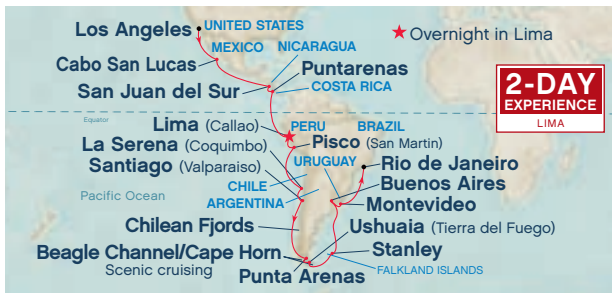 Los Angeles
UNITED STATES
★Overnight in Lima
MEXICO
NICARAGUA
Cabo San Lucas
Puntarenas
San Juan del Sur
COSTA RICA
2-DAY
EXPERIENCE
LIMA
Equator
Lima (Callao)
PERU
BRAZIL
La Serena (Coquimbo)
Pisco (San Martin)
Santiago (Valparaiso)
URUGUAY
Rio de Janeiro
CHILE
Buenos Aires
Pacific Ocean
ARGENTINA
Montevideo
Chilean Fjords
Ushuaia (Tierra del Fuego)
Beagle Channel/Cape Horn
Scenic cruising
Stanley
FALKLAND ISLANDS
Punta Arenas